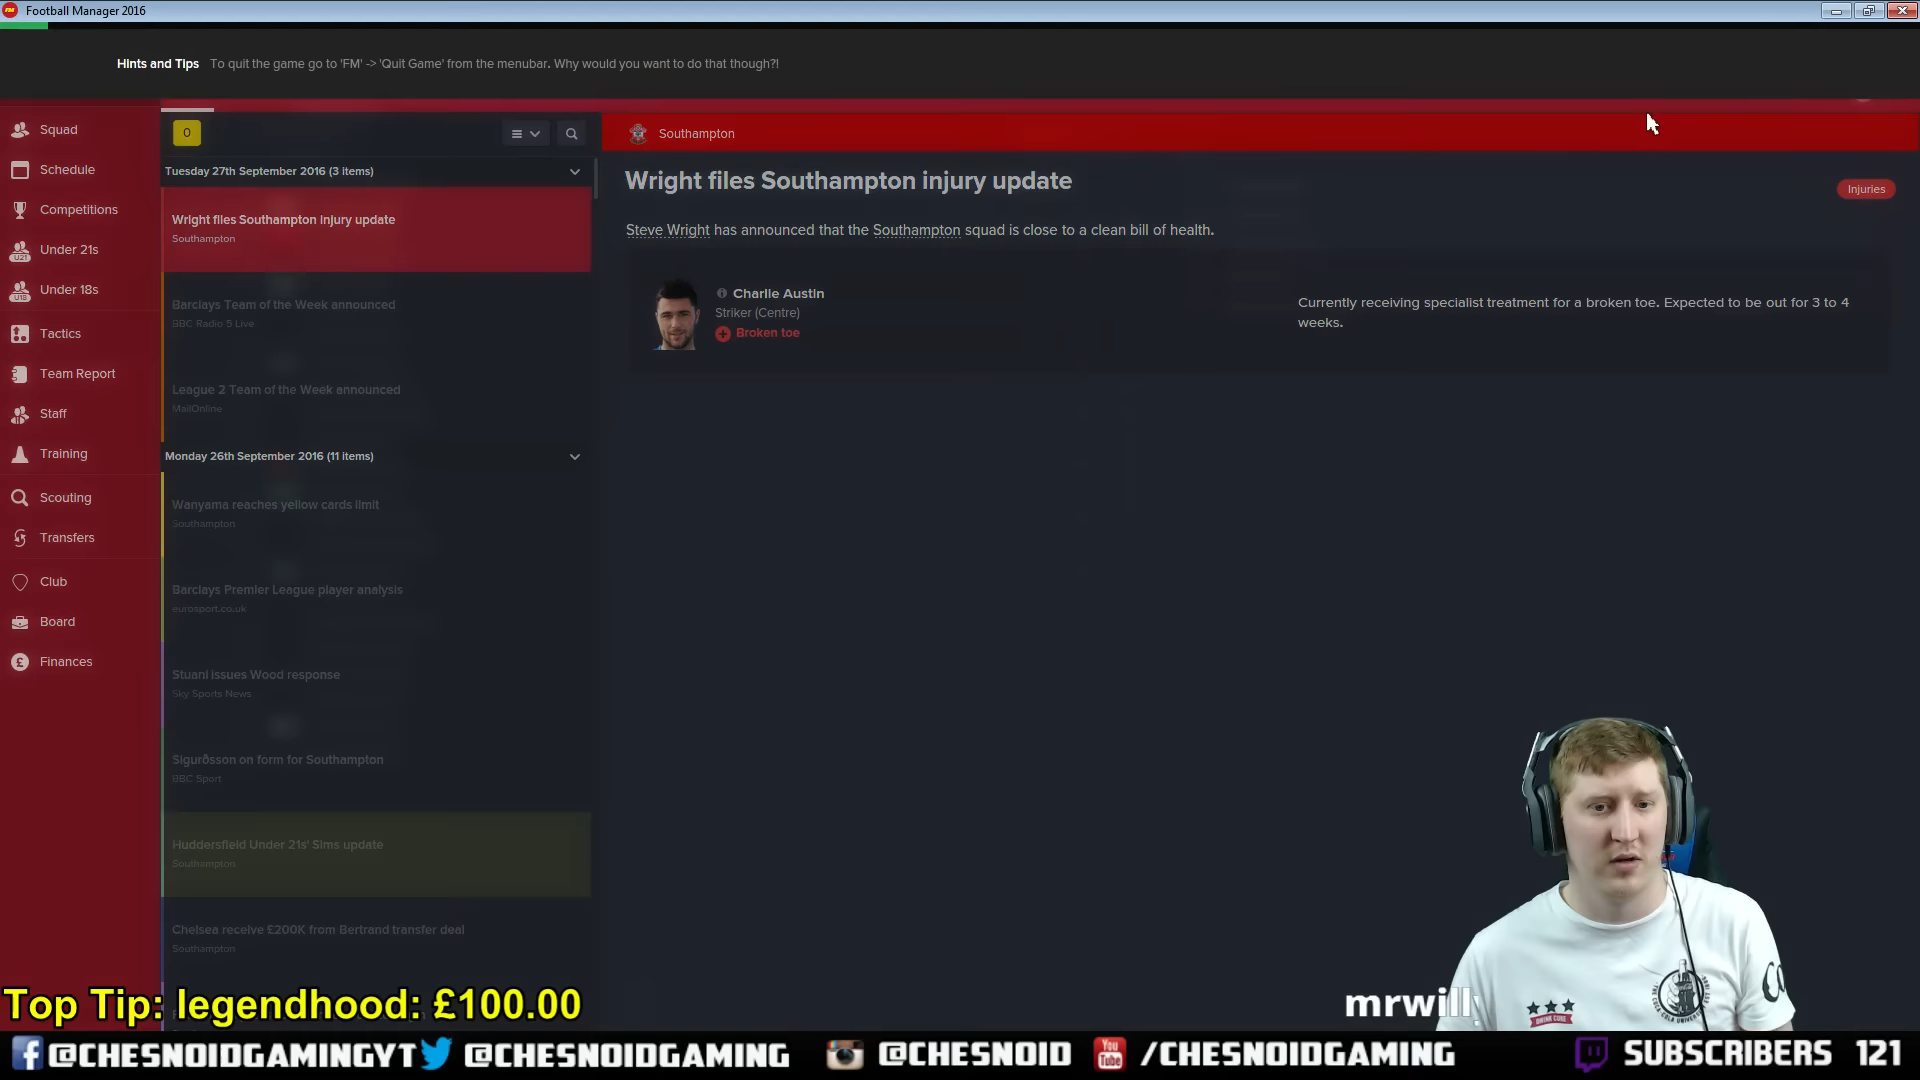 Football Manager 2016
Hints and Tips To quit the game go to 'FM' -> 'Quit Game' from the menubar. Why would you want to do that though?!
Squad
Schedule
Competitions
Under 21s
Under 18s
Tactics
Team Report
Staff
Training
Scouting
Transfers
Club
Board
Finances
0
Tuesday 27th September 2016 (3 items)
Wright files Southampton injury update
Southampton
Barclays Team of the Week announced
BBC Radio 5 Live
League 2 Team of the Week announced
MailOnline
Monday 26th September 2016 (11 items)
Wanyama reaches yellow cards limit
Southampton
Barclays Premier League player analysis
eurosport.co.uk
Stuani issues Wood response
Sky Sports News
Sigurðsson on form for Southampton
BBC Sport
Huddersfield Under 21s' Sims update
Southampton
Chelsea receive £200K from Bertrand transfer deal
Southampton
Southampton
Wright files Southampton injury update
Injuries
Steve Wright has announced that the Southampton squad is close to a clean bill of health.
Charlie Austin
Striker (Centre)
Broken toe
Currently receiving specialist treatment for a broken toe. Expected to be out for 3 to 4
weeks.
Top Tip: legendhood: £100.00
mrwilly
@CHESNOIDGAMINGYT @CHESNOIDGAMING @CHESNOID /CHESNOIDGAMING SUBSCRIBERS 121